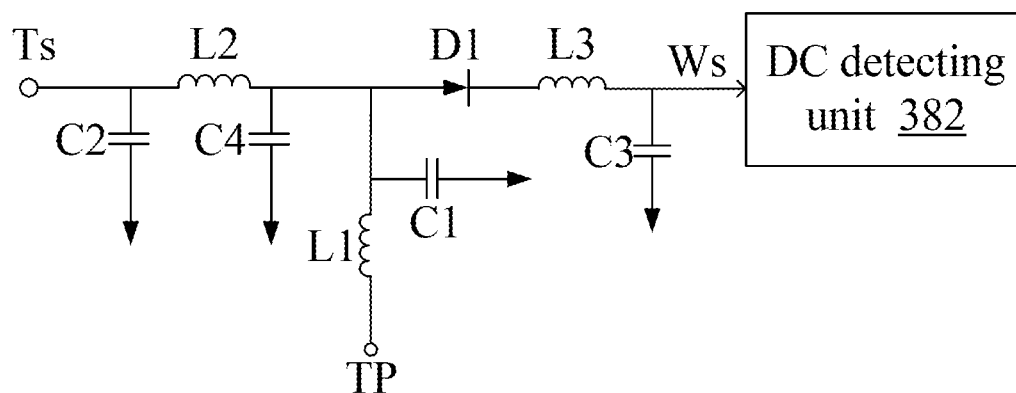 Ts
L2
D1
L3
Ws
DC detecting
unit 382
C2
C4
C3
C1
L1
TP